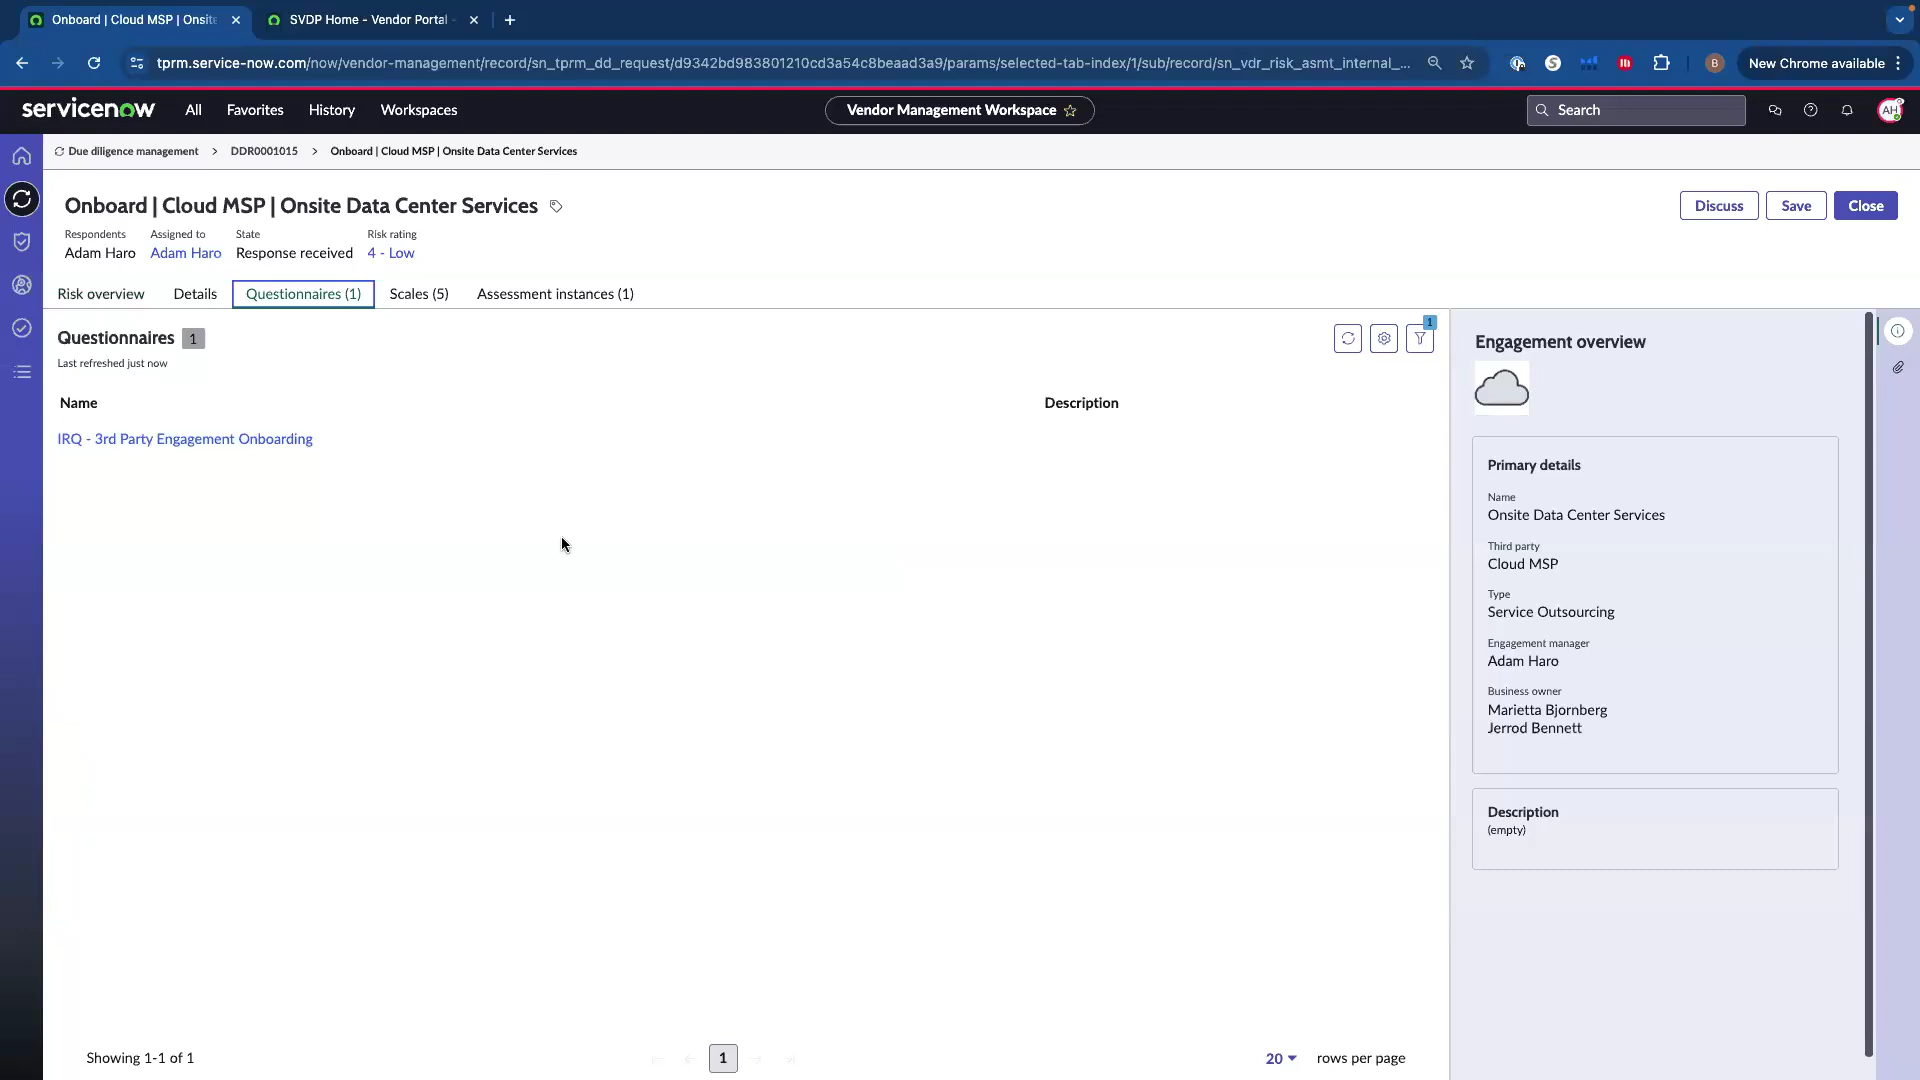 Onboard | Cloud MSP | Onsite
SVDP Home - Vendor Portal -
tprm.service-now.com/now/vendor-management/record/sn_tprm_dd_request/d9342bd983801210cd3a54c8beaad3a9/params/selected-tab-index/1/sub/record/sn_vdr_risk_asmt_internal_...
B
New Chrome available
servicenow
All
Favorites
History
Workspaces
Vendor Management Workspace
Search
AH
Due diligence management > DDR0001015 > Onboard | Cloud MSP | Onsite Data Center Services
Onboard | Cloud MSP | Onsite Data Center Services
Discuss
Save
Close
Respondents
Adam Haro
Assigned to
Adam Haro
State
Response received
Risk rating
4 - Low
Risk overview
Details
Questionnaires (1)
Scales (5)
Assessment instances (1)
Questionnaires 1
Last refreshed just now
1
Name
Description
IRQ - 3rd Party Engagement Onboarding
Showing 1-1 of 1
1
20
rows per page
Engagement overview
Primary details
Name
Onsite Data Center Services
Third party
Cloud MSP
Type
Service Outsourcing
Engagement manager
Adam Haro
Business owner
Marietta Bjornberg
Jerrod Bennett
Description
(empty)